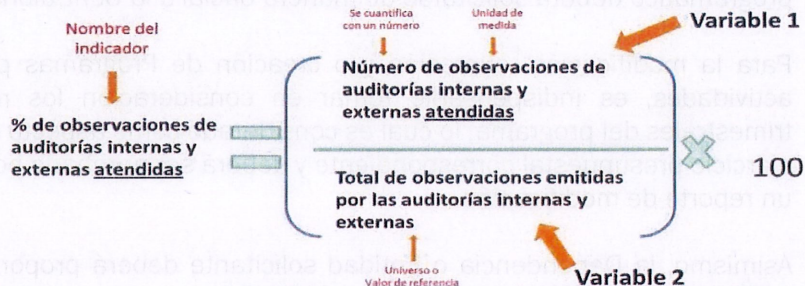 Se cuantifica
con un número
Unidad de
medida
Variable 1
Nombre del
indicador
Número de observaciones de
auditorías internas y
externas atendidas
% de observaciones de
auditorías internas y
externas atendidas
100
Total de observaciones emitidas
por las auditorías internas y
externas
Universo o
Valor de referencia
Variable 2